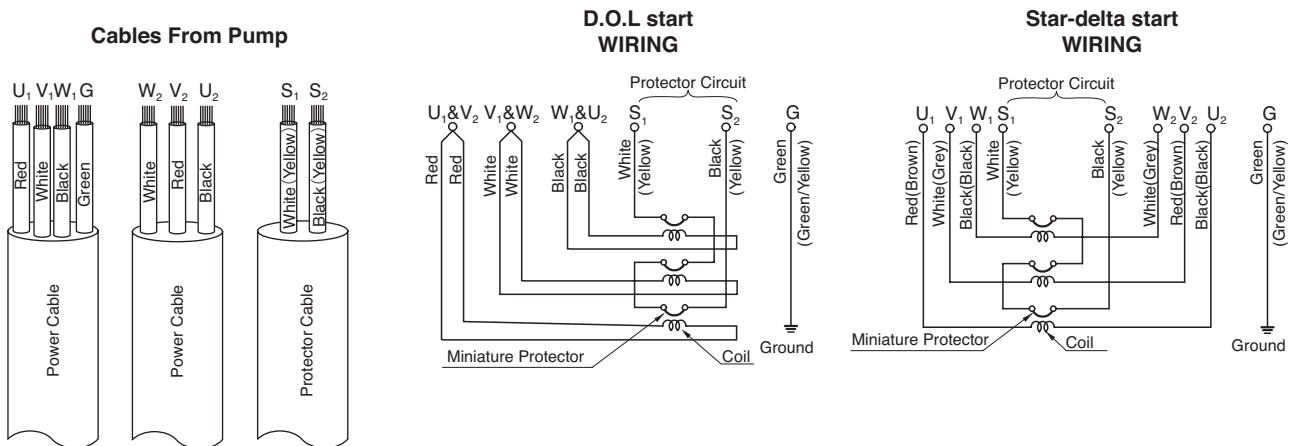 Cables From Pump
U₁ V₁ W₁ G
Red
White
Black
Green
Power Cable
W₂ V₂ U₂
White
Red
Black
Power Cable
S₁ S₂
White(Yellow)
Black(Yellow)
Protector Cable
D.O.L start
WIRING
Protector Circuit
U₁&V₂ V₁&W₂ W₁&U₂ S₁ S₂ G
Red
Red
White
White
Black
Black
White
(Yellow)
Black
(Yellow)
Green
(Green/Yellow)
Miniature Protector
Coil
Ground
Star-delta start
WIRING
Protector Circuit
U₁ V₁ W₁ S₁ S₂ W₂ V₂ U₂ G
Red(Brown)
White(Grey)
Black(Black)
White
(Yellow)
Black
(Yellow)
White(Grey)
Red(Brown)
Black(Black)
Green
(Green/Yellow)
Miniature Protector
Coil
Ground